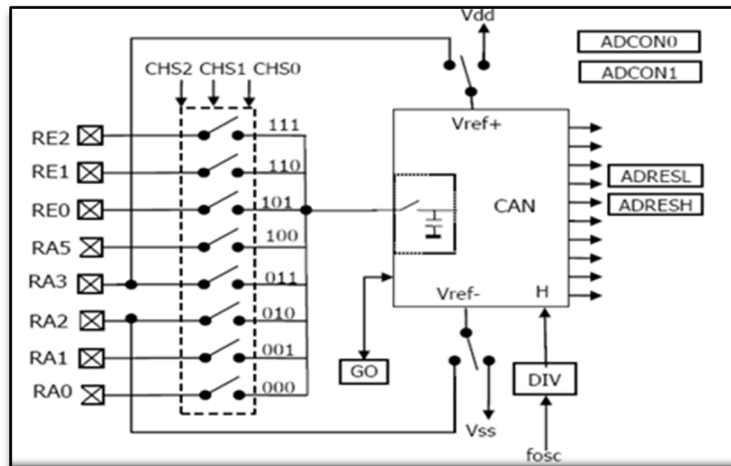 Vdd
ADCON0
ADCON1
CHS2 CHS1 CHS0
RE2 111
Vref+
RE1 110
ADRESL
RE0 101
CAN
ADRESH
RA5 100
RA3 011
Vref- H
RA2 010
RA1 001
GO
DIV
RA0 000
Vss
fosc